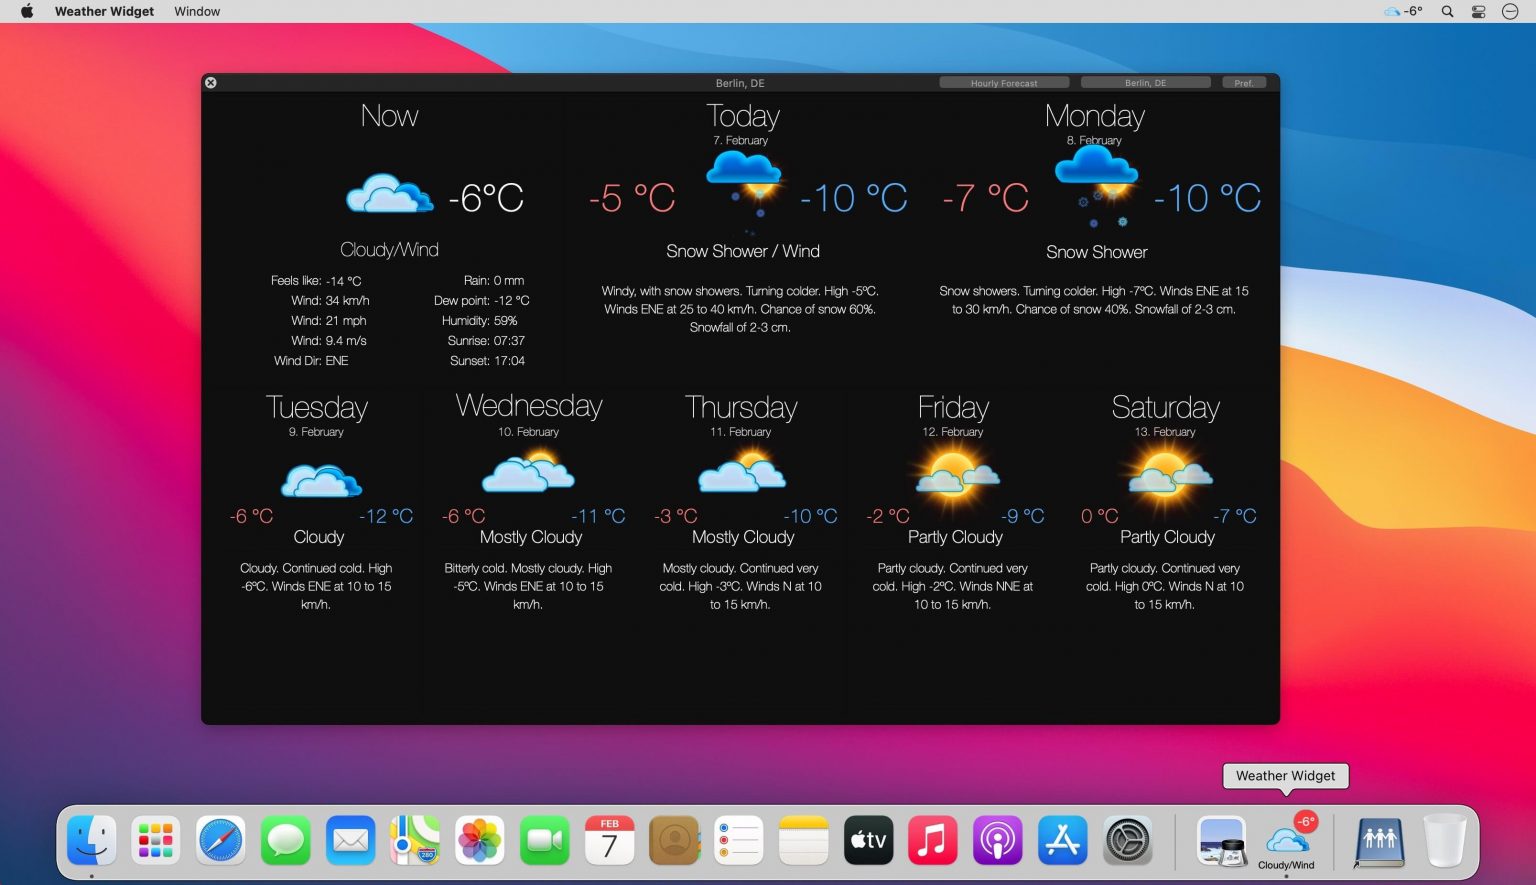 Weather Widget Window -6°
Berlin, DE Hourly Forecast Berlin, DE Pref.
Now
-6°C
Cloudy/Wind
Feels like: -14 °C
Wind: 34 km/h
Wind: 21 mph
Wind: 9.4 m/s
Wind Dir: ENE
Rain: 0 mm
Dew point: -12 °C
Humidity: 59%
Sunrise: 07:37
Sunset: 17:04
Today
7. February
-5 °C -10 °C
Snow Shower / Wind
Windy, with snow showers. Turning colder. High -5ºC.
Winds ENE at 25 to 40 km/h. Chance of snow 60%.
Snowfall of 2-3 cm.
Monday
8. February
-7 °C -10 °C
Snow Shower
Snow showers. Turning colder. High -7ºC. Winds ENE at 15
to 30 km/h. Chance of snow 40%. Snowfall of 2-3 cm.
Tuesday
9. February
-6 °C -12 °C
Cloudy
Cloudy. Continued cold. High
-6ºC. Winds ENE at 10 to 15
km/h.
Wednesday
10. February
-6 °C -11 °C
Mostly Cloudy
Bitterly cold. Mostly cloudy. High
-5ºC. Winds ENE at 10 to 15
km/h.
Thursday
11. February
-3 °C -10 °C
Mostly Cloudy
Mostly cloudy. Continued very
cold. High -3ºC. Winds N at 10
to 15 km/h.
Friday
12. February
-2 °C -9 °C
Partly Cloudy
Partly cloudy. Continued very
cold. High -2ºC. Winds NNE at
10 to 15 km/h.
Saturday
13. February
0 °C -7 °C
Partly Cloudy
Partly cloudy. Continued very
cold. High 0ºC. Winds N at 10
to 15 km/h.
Weather Widget
280
FEB
7
tv
-6°
Cloudy/Wind